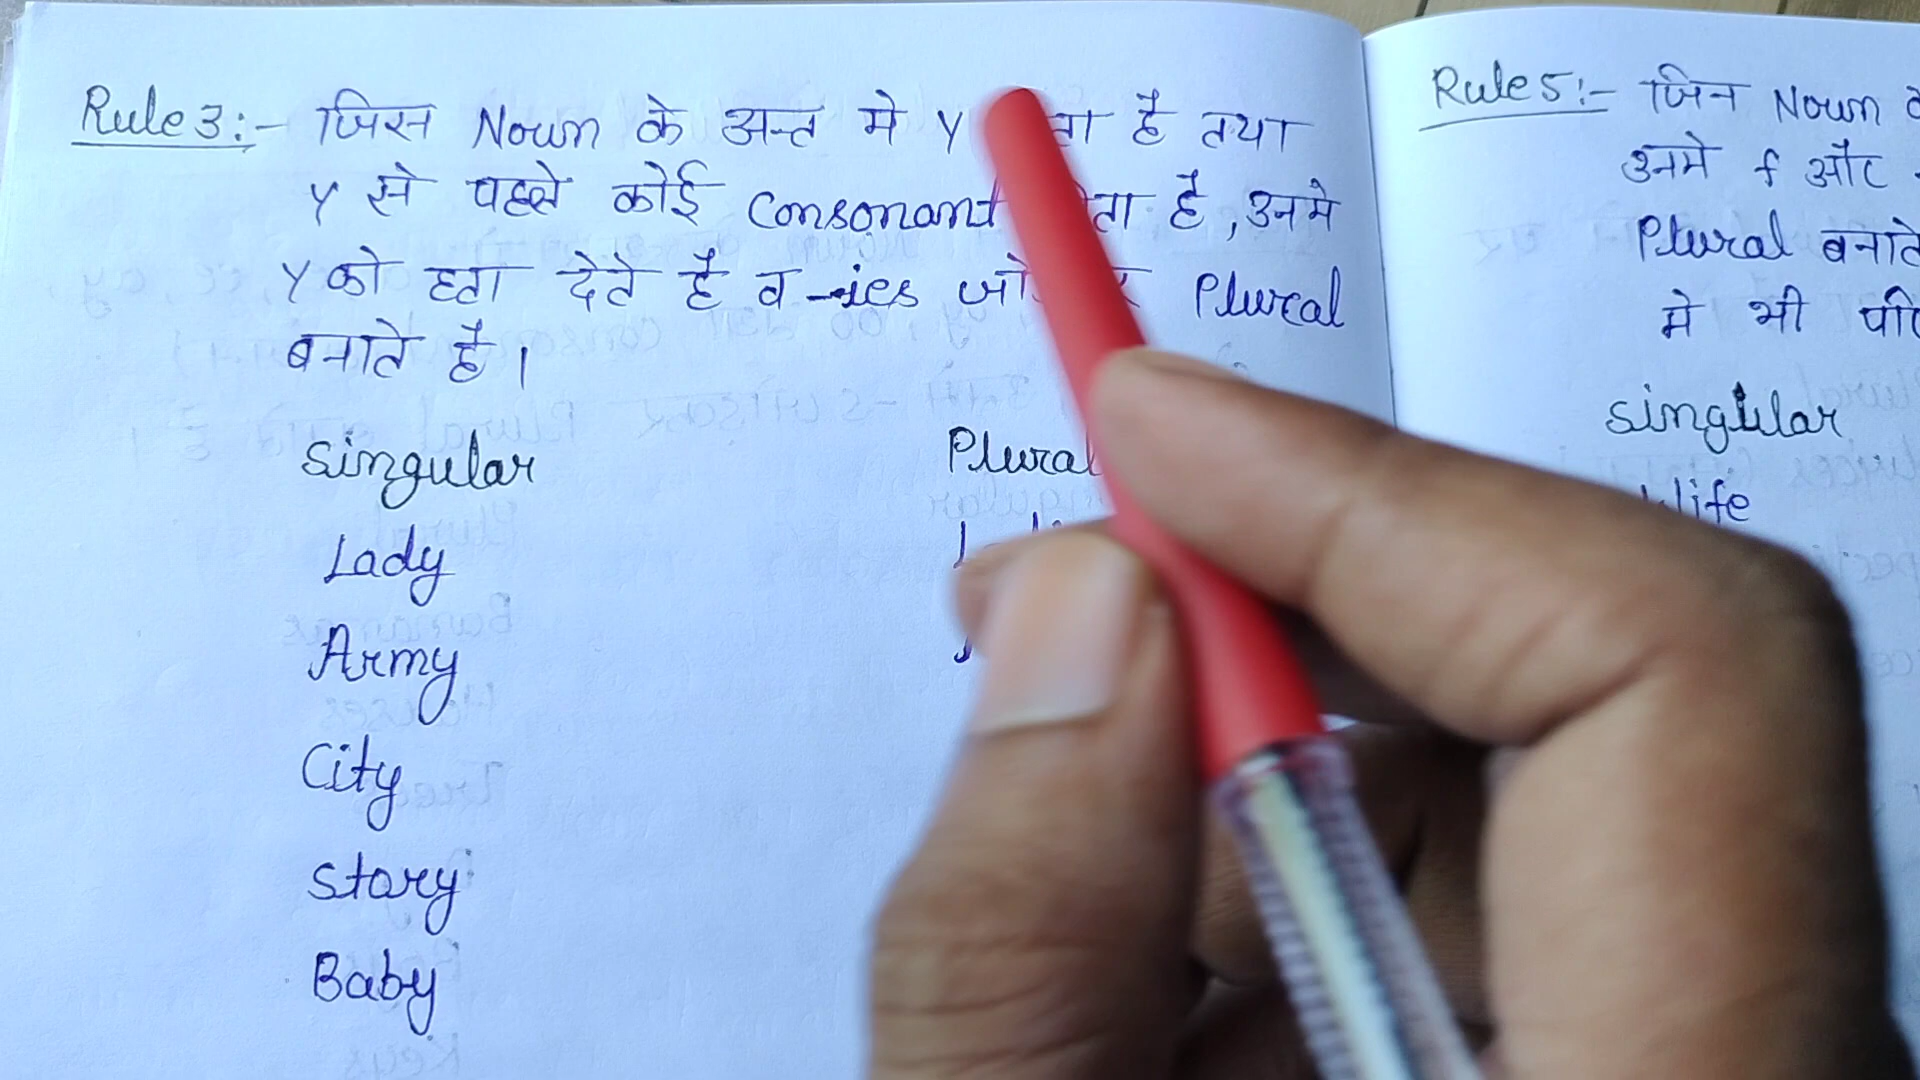 Rule 3:- जिस Noun के अन्त मे Y है तथा
Y से पहले कोई Consonant है, उनमे
Y को हटा देते है व -ies Plural
बनाते है।
Singular Plural
Lady
Army
City
Story
Baby
Rule 5:- जिन Noun
उनमे f और
Plural बनाते
मे भी
Singular
life